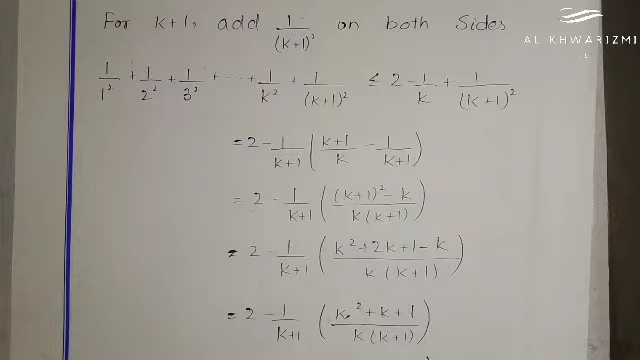 For k+1, add 1/(k+1)² on both Sides
AL KHWARIZMI
1/1² + 1/2² + 1/3² + ... + 1/k² + 1/(k+1)² ≤ 2 - 1/k + 1/(k+1)²
= 2 - 1/(k+1) ( (k+1)/k - 1/(k+1) )
= 2 - 1/(k+1) ( ((k+1)² - k)/(k(k+1)) )
= 2 - 1/(k+1) ( (k² + 2k + 1 - k)/(k(k+1)) )
= 2 - 1/(k+1) ( (k² + k + 1)/(k(k+1)) )